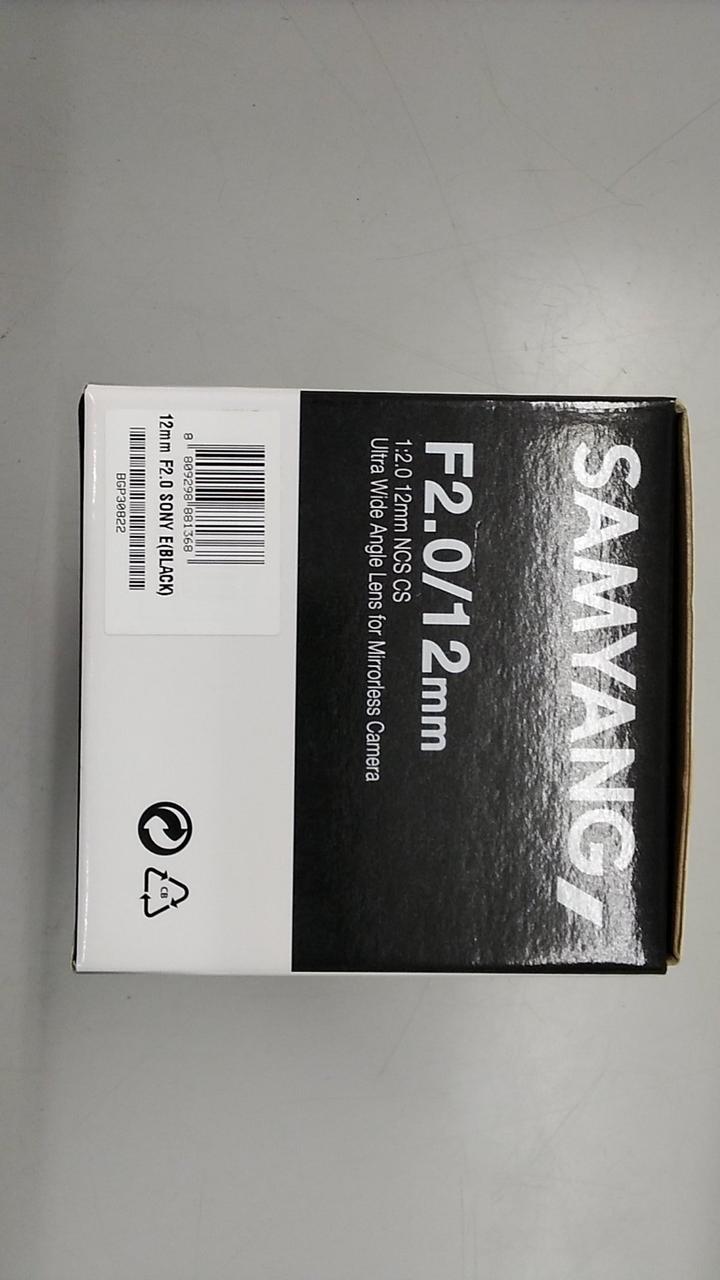 SAMYANG
F2.0/12mm
1:2.0 12mm NCS CS
Ultra Wide Angle Lens for Mirrorless Camera
8 809298 881368
12mm F2.0 SONY E(BLACK)
BGP30822
CB